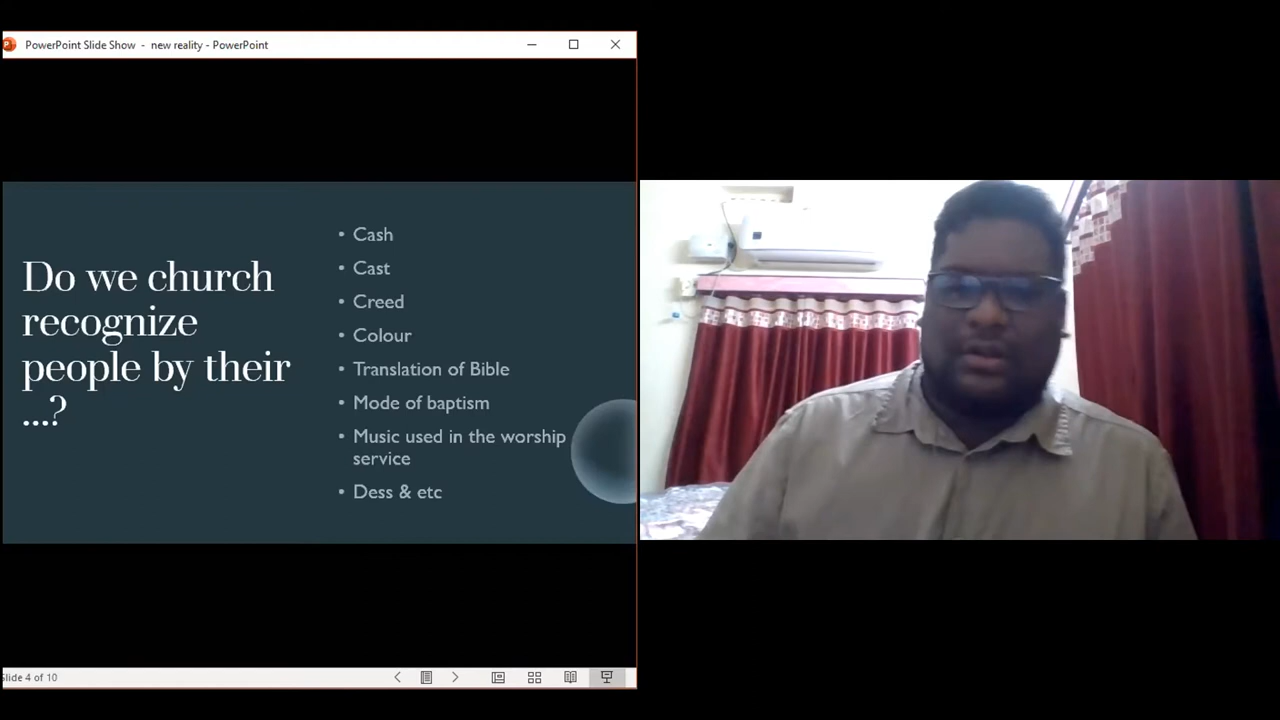 PowerPoint Slide Show - new reality - PowerPoint
Do we church
recognize
people by their
...?
• Cash
• Cast
• Creed
• Colour
• Translation of Bible
• Mode of baptism
• Music used in the worship
service
• Dess & etc
Slide 4 of 10